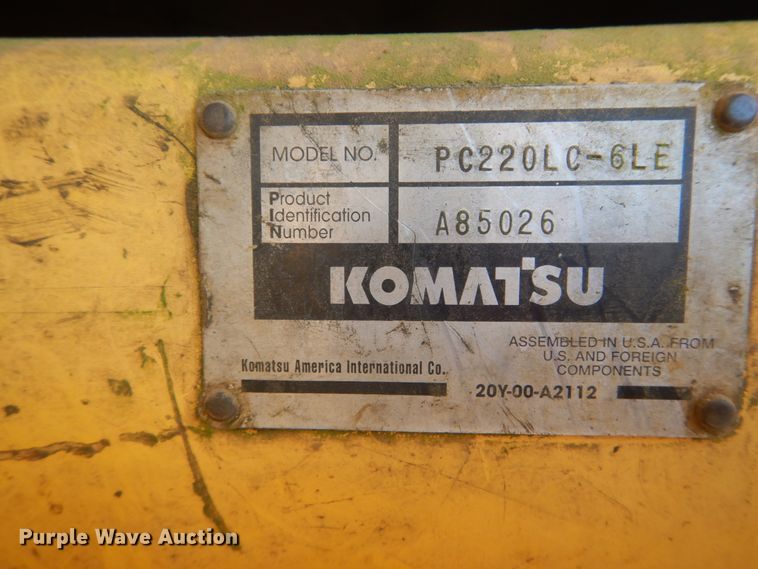 MODEL NO. PC220LC-6LE
Product
Identification
Number A85026
KOMATSU
ASSEMBLED IN U.S.A. FROM
U.S. AND FOREIGN
COMPONENTS
Komatsu America International Co.
20Y-00-A2112
Purple Wave Auction